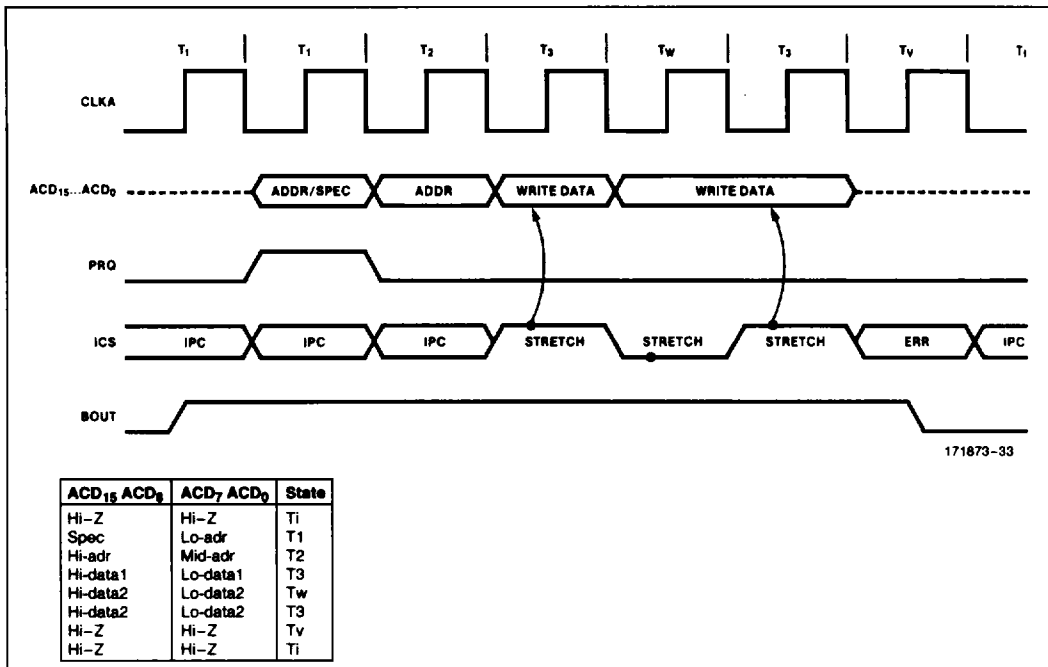 T₁ T₁ T₂ T₃ Tw T₃ Tv T₁
CLKA
ACD₁₅...ACD₀ ADDR/SPEC ADDR WRITE DATA WRITE DATA
PRQ
ICS IPC IPC IPC STRETCH STRETCH STRETCH ERR IPC
BOUT
171873-33
ACD₁₅ ACD₈ ACD₇ ACD₀ State
Hi-Z Hi-Z Ti
Spec Lo-adr T1
Hi-adr Mid-adr T2
Hi-data1 Lo-data1 T3
Hi-data2 Lo-data2 Tw
Hi-data2 Lo-data2 T3
Hi-Z Hi-Z Tv
Hi-Z Hi-Z Ti